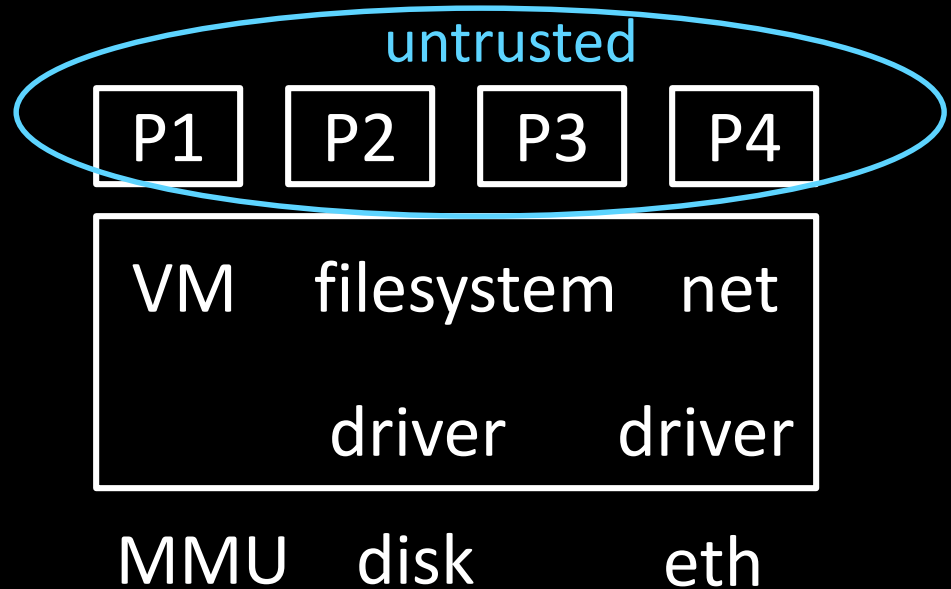 untrusted
P1 P2 P3 P4
VM filesystem net
driver driver
MMU disk eth